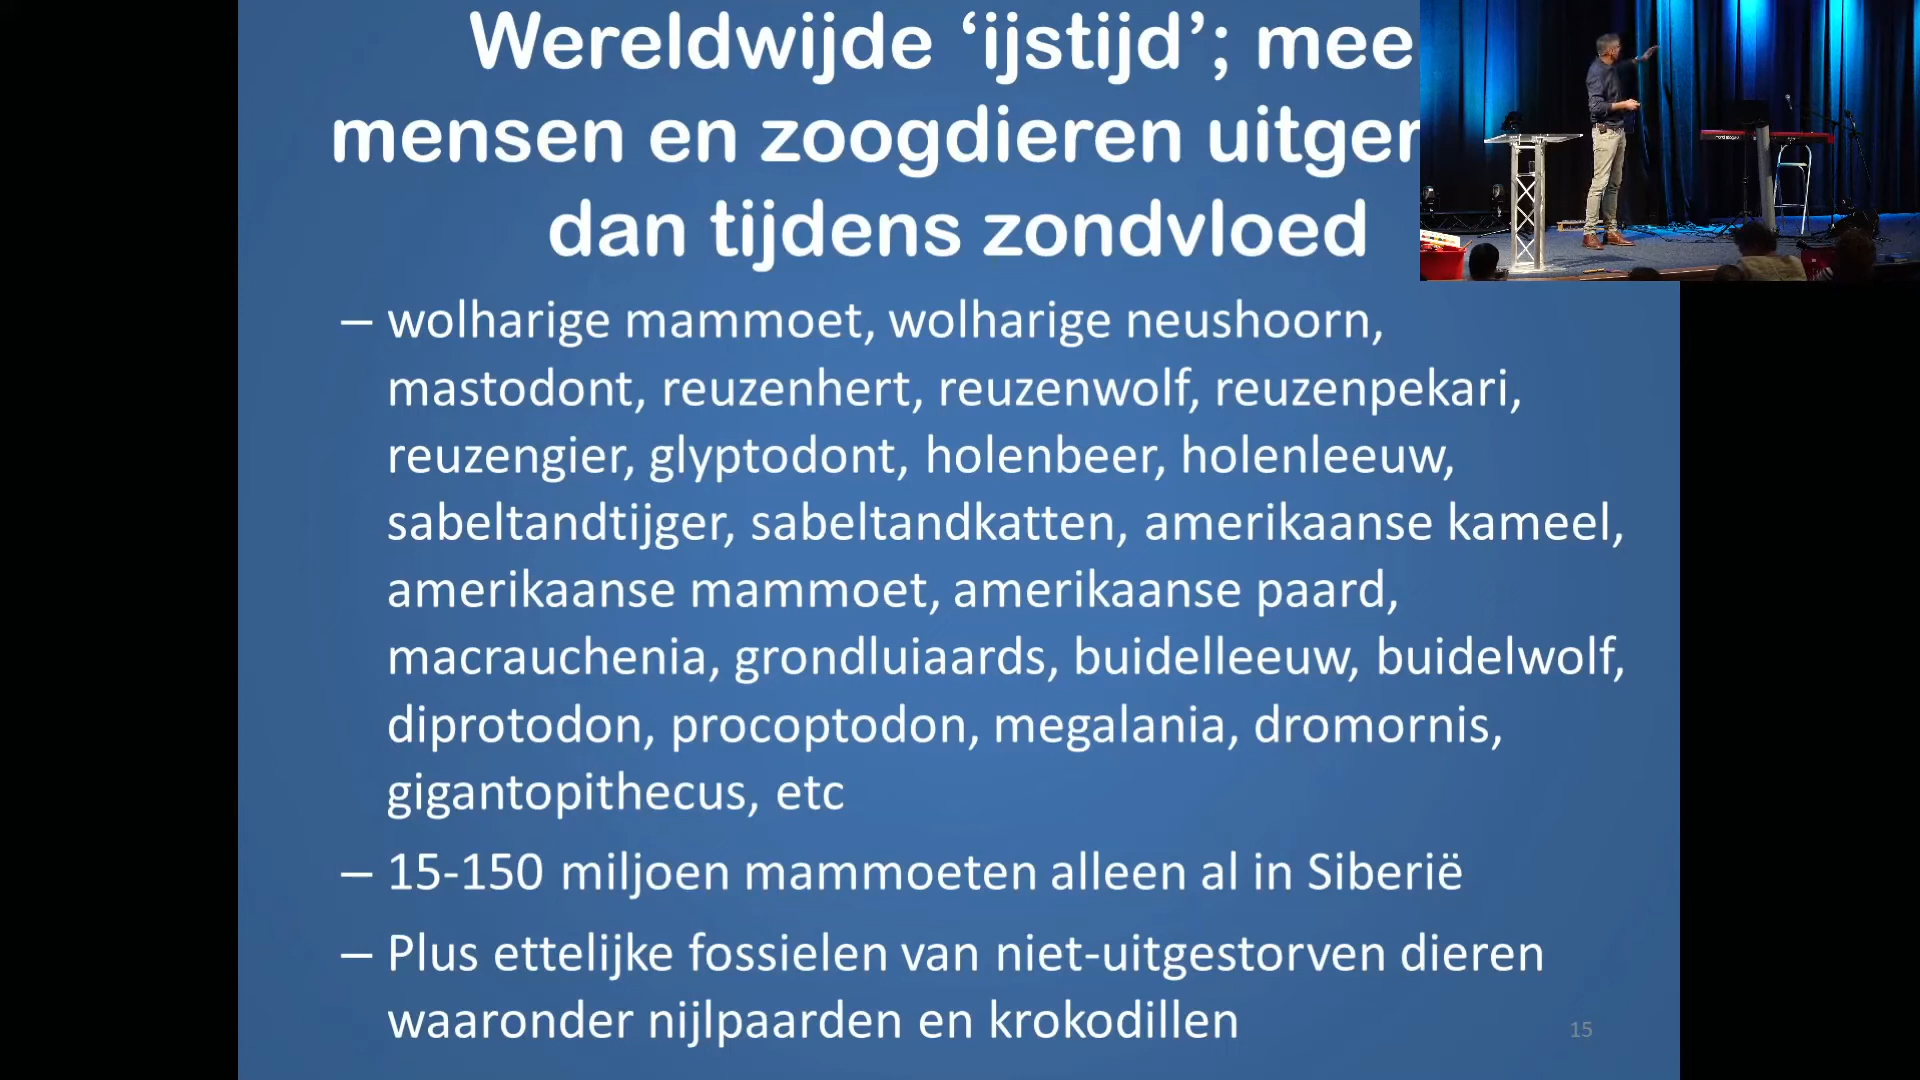 Wereldwijde ‘ijstijd’; mee
mensen en zoogdieren uitger
dan tijdens zondvloed
– wolharige mammoet, wolharige neushoorn,
mastodont, reuzenhert, reuzenwolf, reuzenpekari,
reuzengier, glyptodont, holenbeer, holenleeuw,
sabeltandtijger, sabeltandkatten, amerikaanse kameel,
amerikaanse mammoet, amerikaanse paard,
macrauchenia, grondluiaards, buidelleeuw, buidelwolf,
diprotodon, procoptodon, megalania, dromornis,
gigantopithecus, etc
– 15-150 miljoen mammoeten alleen al in Siberië
– Plus ettelijke fossielen van niet-uitgestorven dieren
waaronder nijlpaarden en krokodillen
15